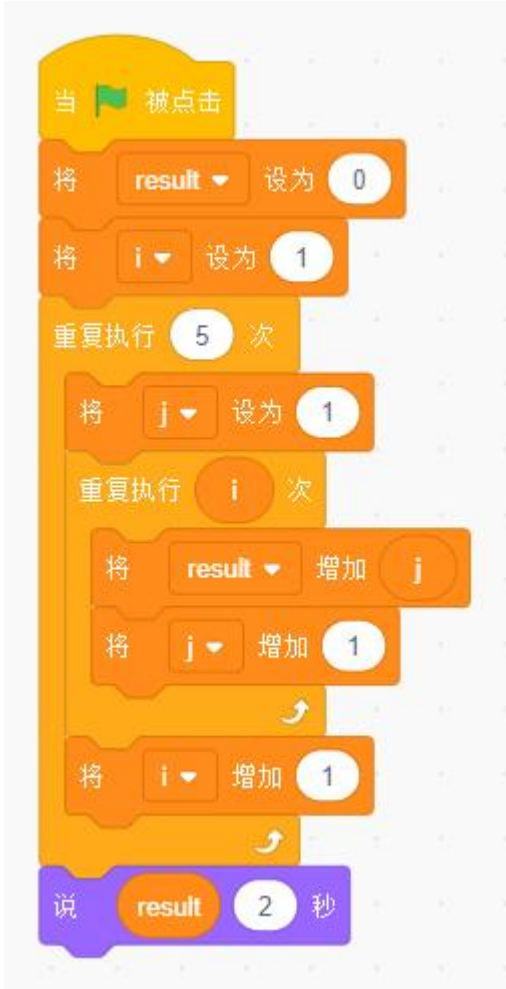 当 被点击
将 result 设为 0
将 i 设为 1
重复执行 5 次
将 j 设为 1
重复执行 i 次
将 result 增加 j
将 j 增加 1
将 i 增加 1
说 result 2 秒